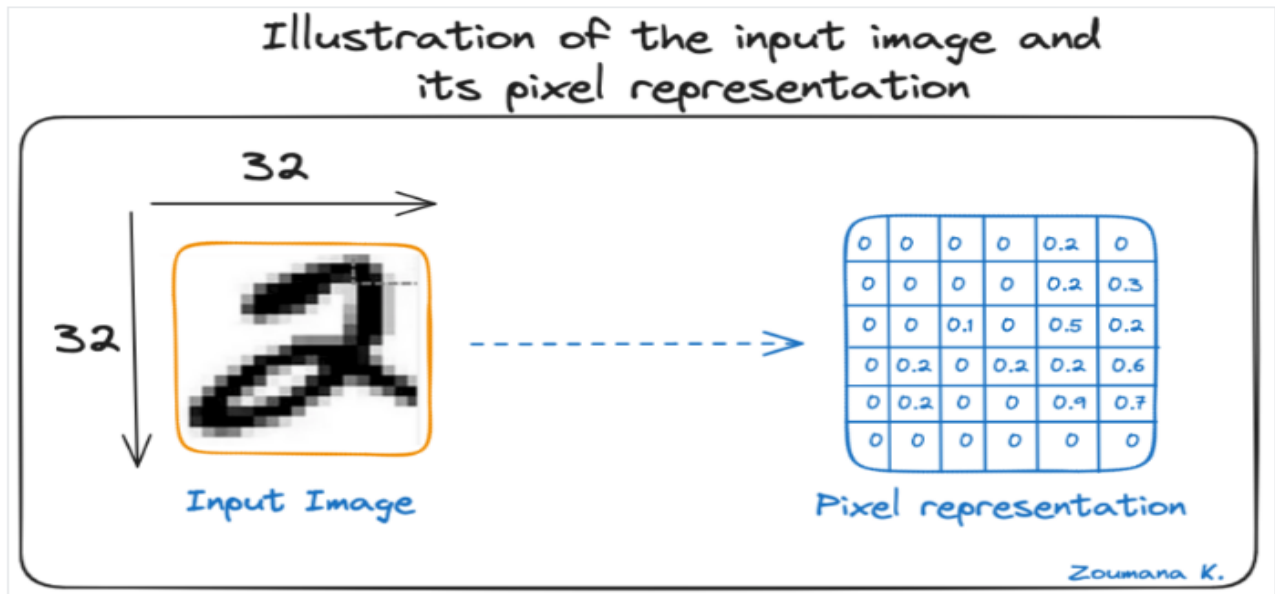 Illustration of the input image and
its pixel representation
32
32
Input Image
0 0 0 0 0.2 0
0 0 0 0 0.2 0.3
0 0 0.1 0 0.5 0.2
0 0.2 0 0.2 0.2 0.6
0 0.2 0 0 0.9 0.7
0 0 0 0 0 0
Pixel representation
Zoumana K.